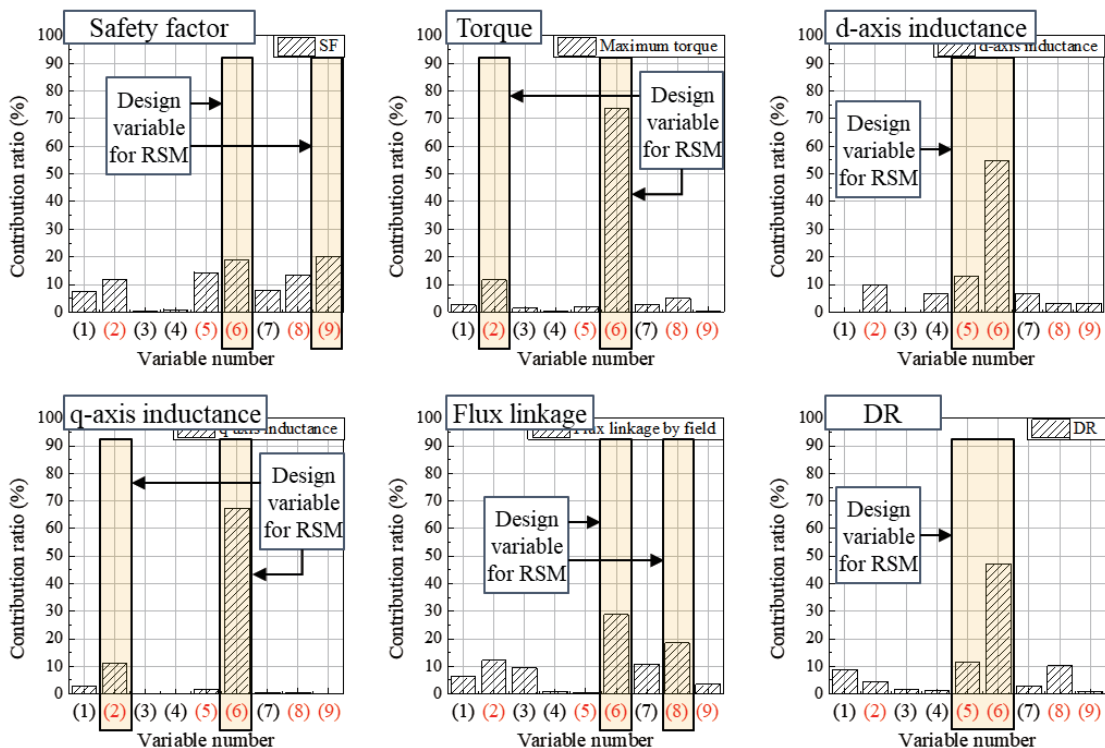 Safety factor
SF
Contribution ratio (%)
100
90
80
70
60
50
40
30
20
10
0
Design
variable
for RSM
(1) (2) (3) (4) (5) (6) (7) (8) (9)
Variable number
Torque
Maximum torque
Contribution ratio (%)
100
90
80
70
60
50
40
30
20
10
0
Design
variable
for RSM
(1) (2) (3) (4) (5) (6) (7) (8) (9)
Variable number
d-axis inductance
d-axis inductance
Contribution ratio (%)
100
90
80
70
60
50
40
30
20
10
0
Design
variable
for RSM
(1) (2) (3) (4) (5) (6) (7) (8) (9)
Variable number
q-axis inductance
q-axis inductance
Contribution ratio (%)
100
90
80
70
60
50
40
30
20
10
0
Design
variable
for RSM
(1) (2) (3) (4) (5) (6) (7) (8) (9)
Variable number
Flux linkage
Flux linkage by field
Contribution ratio (%)
100
90
80
70
60
50
40
30
20
10
0
Design
variable
for RSM
(1) (2) (3) (4) (5) (6) (7) (8) (9)
Variable number
DR
DR
Contribution ratio (%)
100
90
80
70
60
50
40
30
20
10
0
Design
variable
for RSM
(1) (2) (3) (4) (5) (6) (7) (8) (9)
Variable number